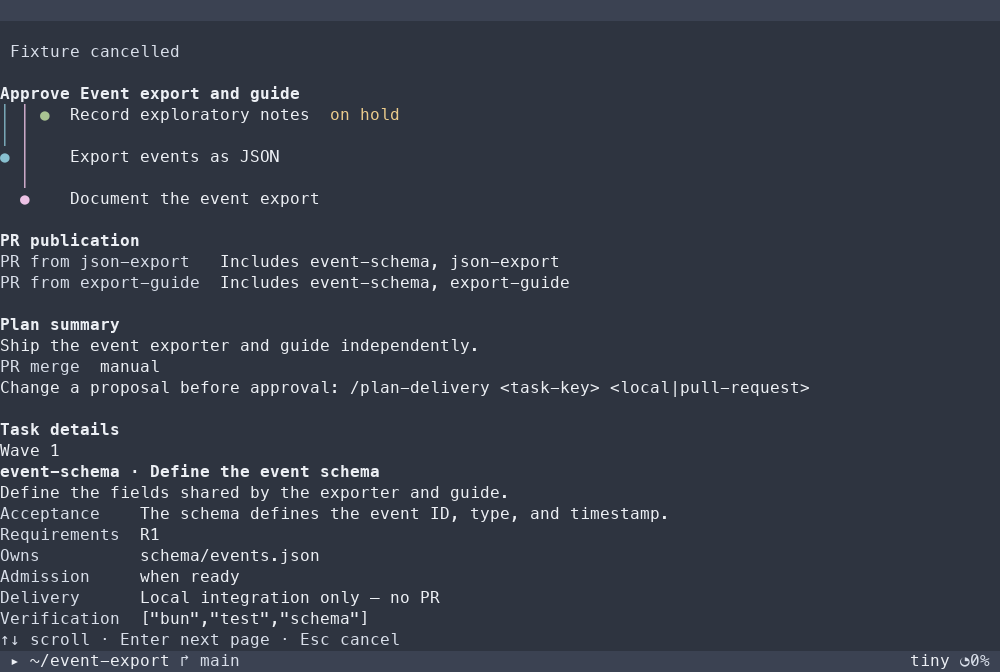 Fixture cancelled
Approve Event export and guide
● Record exploratory notes  on hold
● Export events as JSON
● Document the event export
PR publication
PR from json-export   Includes event-schema, json-export
PR from export-guide  Includes event-schema, export-guide
Plan summary
Ship the event exporter and guide independently.
PR merge  manual
Change a proposal before approval: /plan-delivery <task-key> <local|pull-request>
Task details
Wave 1
event-schema · Define the event schema
Define the fields shared by the exporter and guide.
Acceptance    The schema defines the event ID, type, and timestamp.
Requirements  R1
Owns          schema/events.json
Admission     when ready
Delivery      Local integration only — no PR
Verification  ["bun","test","schema"]
↑↓ scroll · Enter next page · Esc cancel
▸ ~/event-export ↱ main    tiny ◔0%